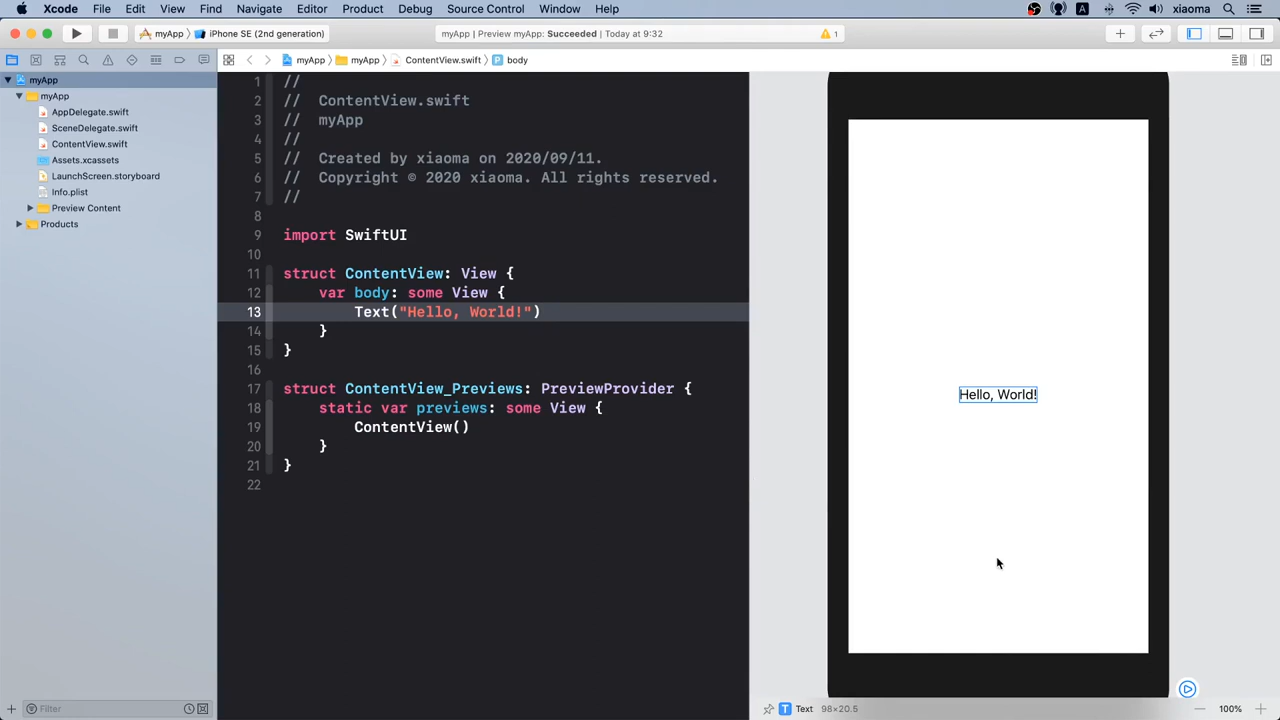 Xcode File Edit View Find Navigate Editor Product Debug Source Control Window Help A xiaoma
myApp iPhone SE (2nd generation) myApp | Preview myApp: Succeeded | Today at 9:32 1
myApp myApp ContentView.swift body
myApp
myApp
AppDelegate.swift
SceneDelegate.swift
ContentView.swift
Assets.xcassets
LaunchScreen.storyboard
Info.plist
Preview Content
Products
Filter
1 //
2 // ContentView.swift
3 // myApp
4 //
5 // Created by xiaoma on 2020/09/11.
6 // Copyright © 2020 xiaoma. All rights reserved.
7 //
8
9 import SwiftUI
10
11 struct ContentView: View {
12 var body: some View {
13 Text("Hello, World!")
14 }
15 }
16
17 struct ContentView_Previews: PreviewProvider {
18 static var previews: some View {
19 ContentView()
20 }
21 }
22
Hello, World!
Text 98×20.5 100%